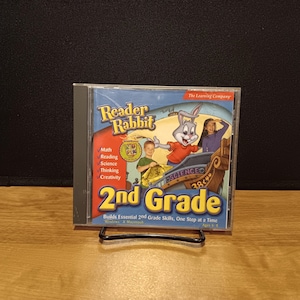 The Learning Company
Reader
Rabbit
Math
Reading
Science
Thinking
Creativity
2nd Grade
Builds Essential 2nd Grade Skills, One Step at a Time